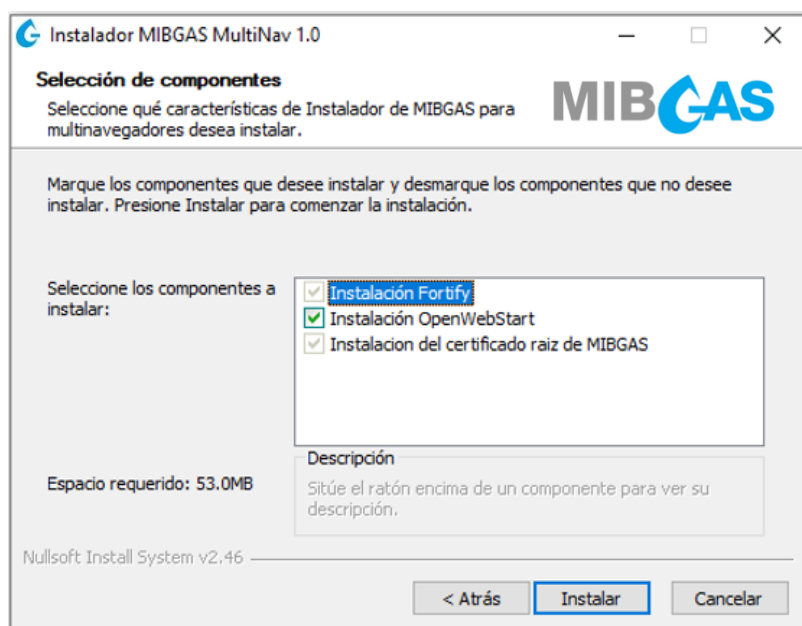 Instalador MIBGAS MultiNav 1.0
Selección de componentes
Seleccione qué características de Instalador de MIBGAS para
multinavegadores desea instalar.
MIBGAS
Marque los componentes que desee instalar y desmarque los componentes que no desee
instalar. Presione Instalar para comenzar la instalación.
Seleccione los componentes a
instalar:
Instalación Fortify
Instalación OpenWebStart
Instalacion del certificado raiz de MIBGAS
Espacio requerido: 53.0MB
Descripción
Sitúe el ratón encima de un componente para ver su
descripción.
Nullsoft Install System v2.46
< Atrás
Instalar
Cancelar